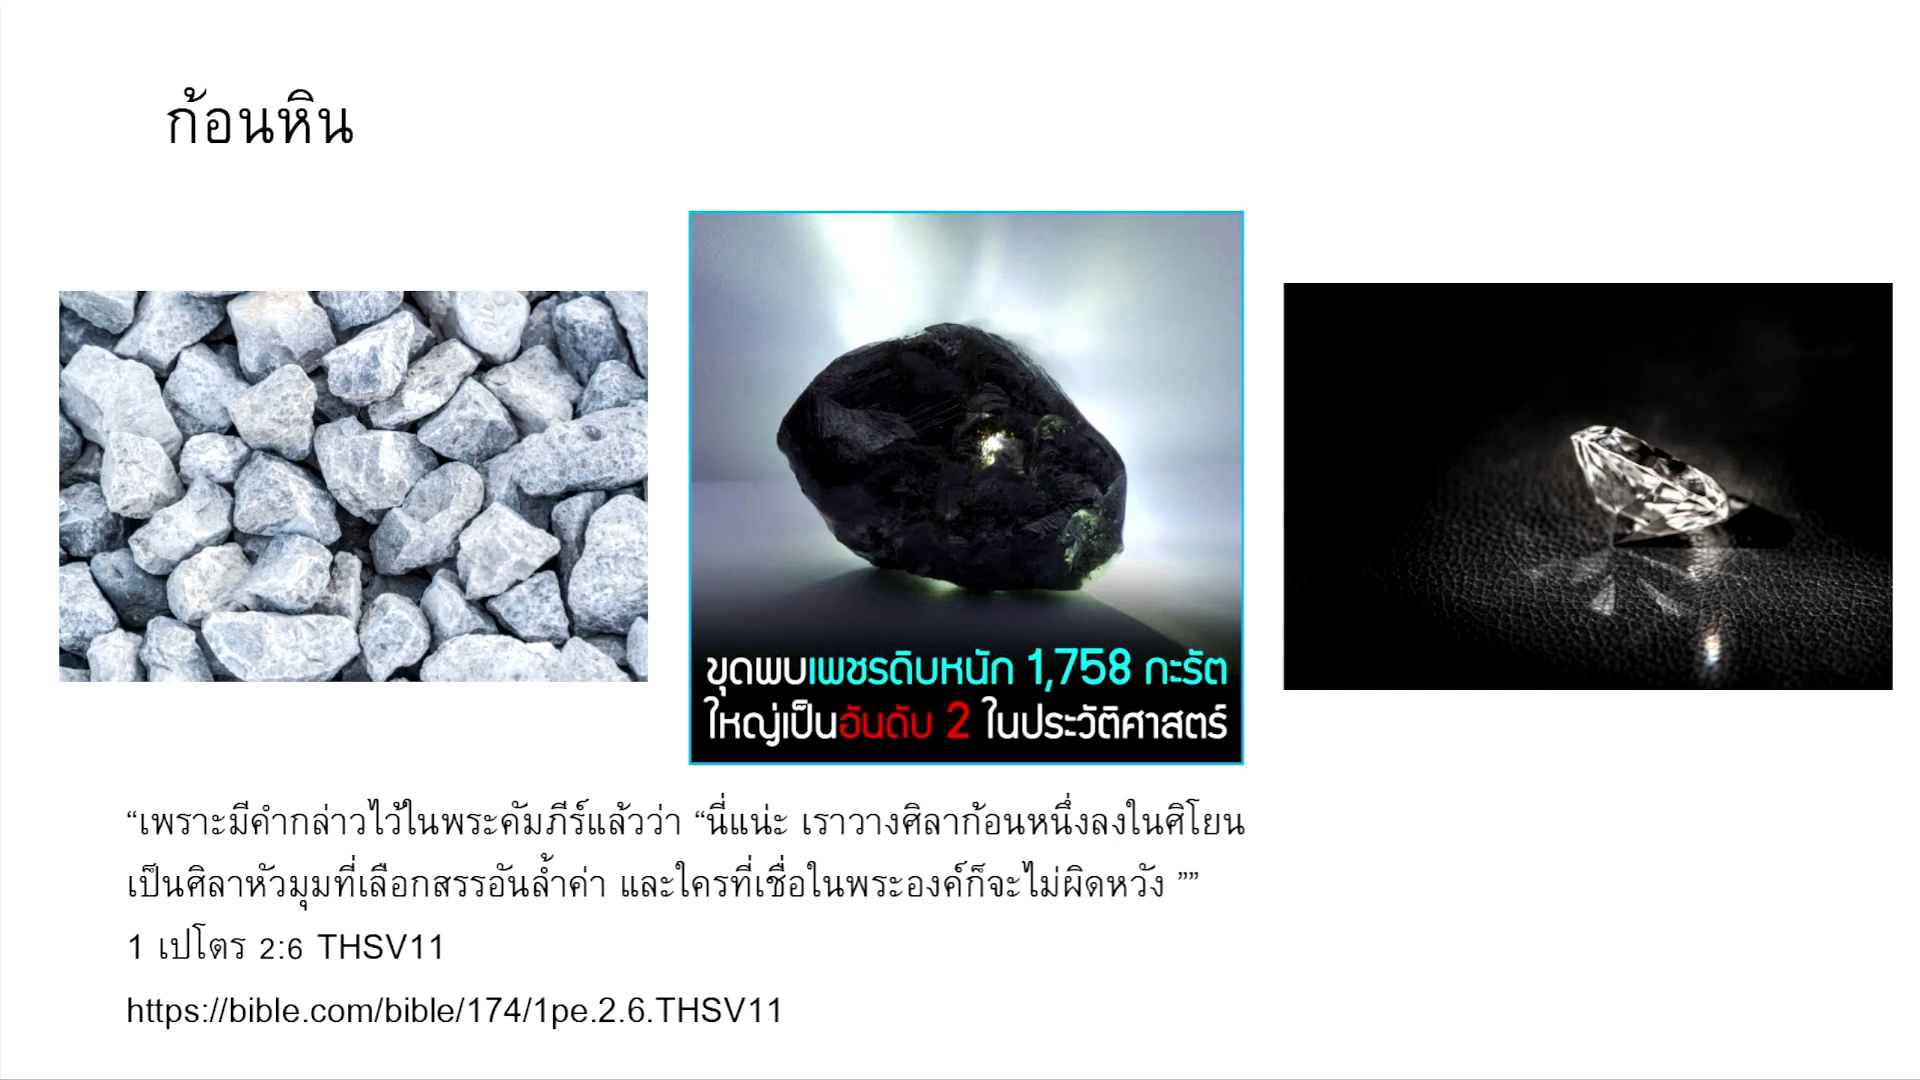 ก้อนหิน
ขุดพบเพชรดิบหนัก 1,758 กะรัต
ใหญ่เป็นอันดับ 2 ในประวัติศาสตร์
“เพราะมีคำกล่าวไว้ในพระคัมภีร์แล้วว่า “นี่แน่ะ เราวางศิลาก้อนหนึ่งลงในศิโยน
เป็นศิลาหัวมุมที่เลือกสรรอันล้ำค่า และใครที่เชื่อในพระองค์ก็จะไม่ผิดหวัง ””
1 เปโตร 2:6 THSV11
https://bible.com/bible/174/1pe.2.6.THSV11